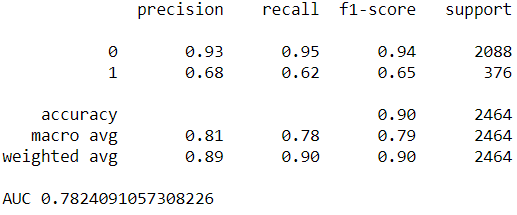 precision recall f1-score support
0 0.93 0.95 0.94 2088
1 0.68 0.62 0.65 376
accuracy 0.90 2464
macro avg 0.81 0.78 0.79 2464
weighted avg 0.89 0.90 0.90 2464
AUC 0.7824091057308226